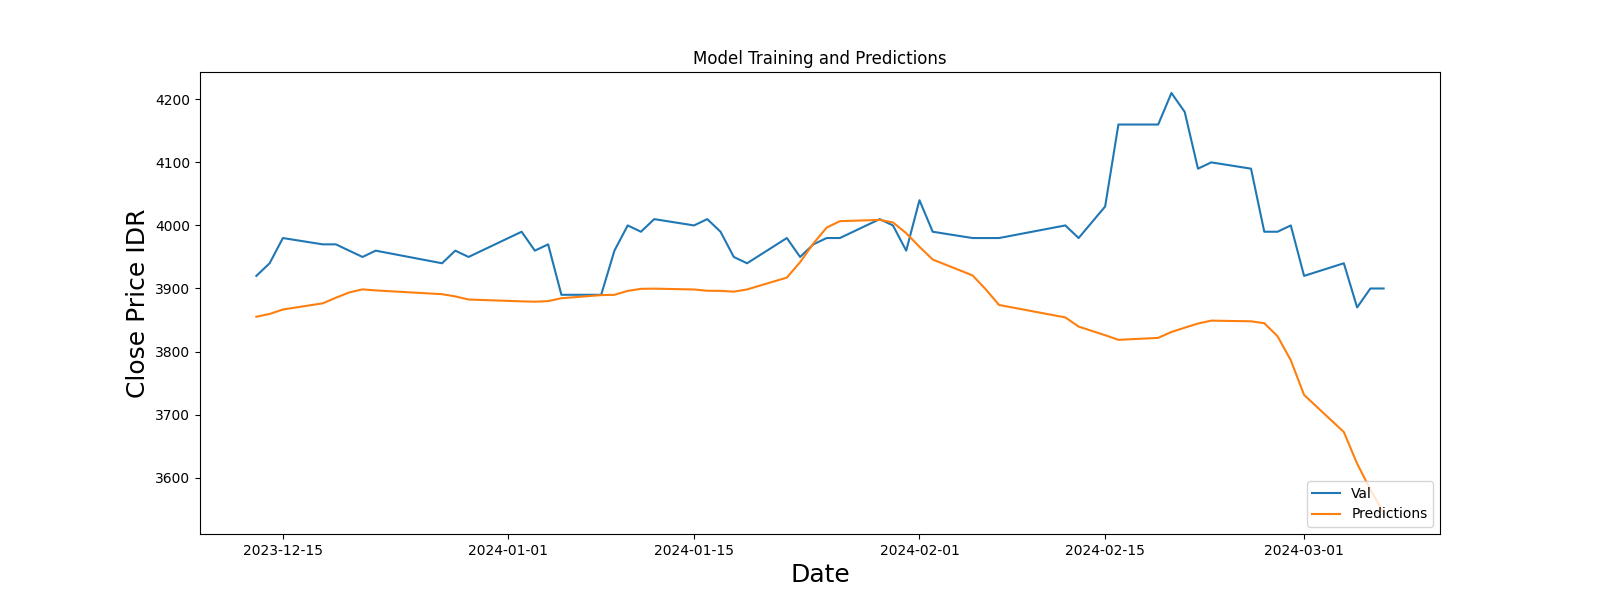 Model Training and Predictions
Close Price IDR
4200
4100
4000
3900
3800
3700
3600
Val
Predictions
2023-12-15 2024-01-01 2024-01-15 2024-02-01 2024-02-15 2024-03-01
Date